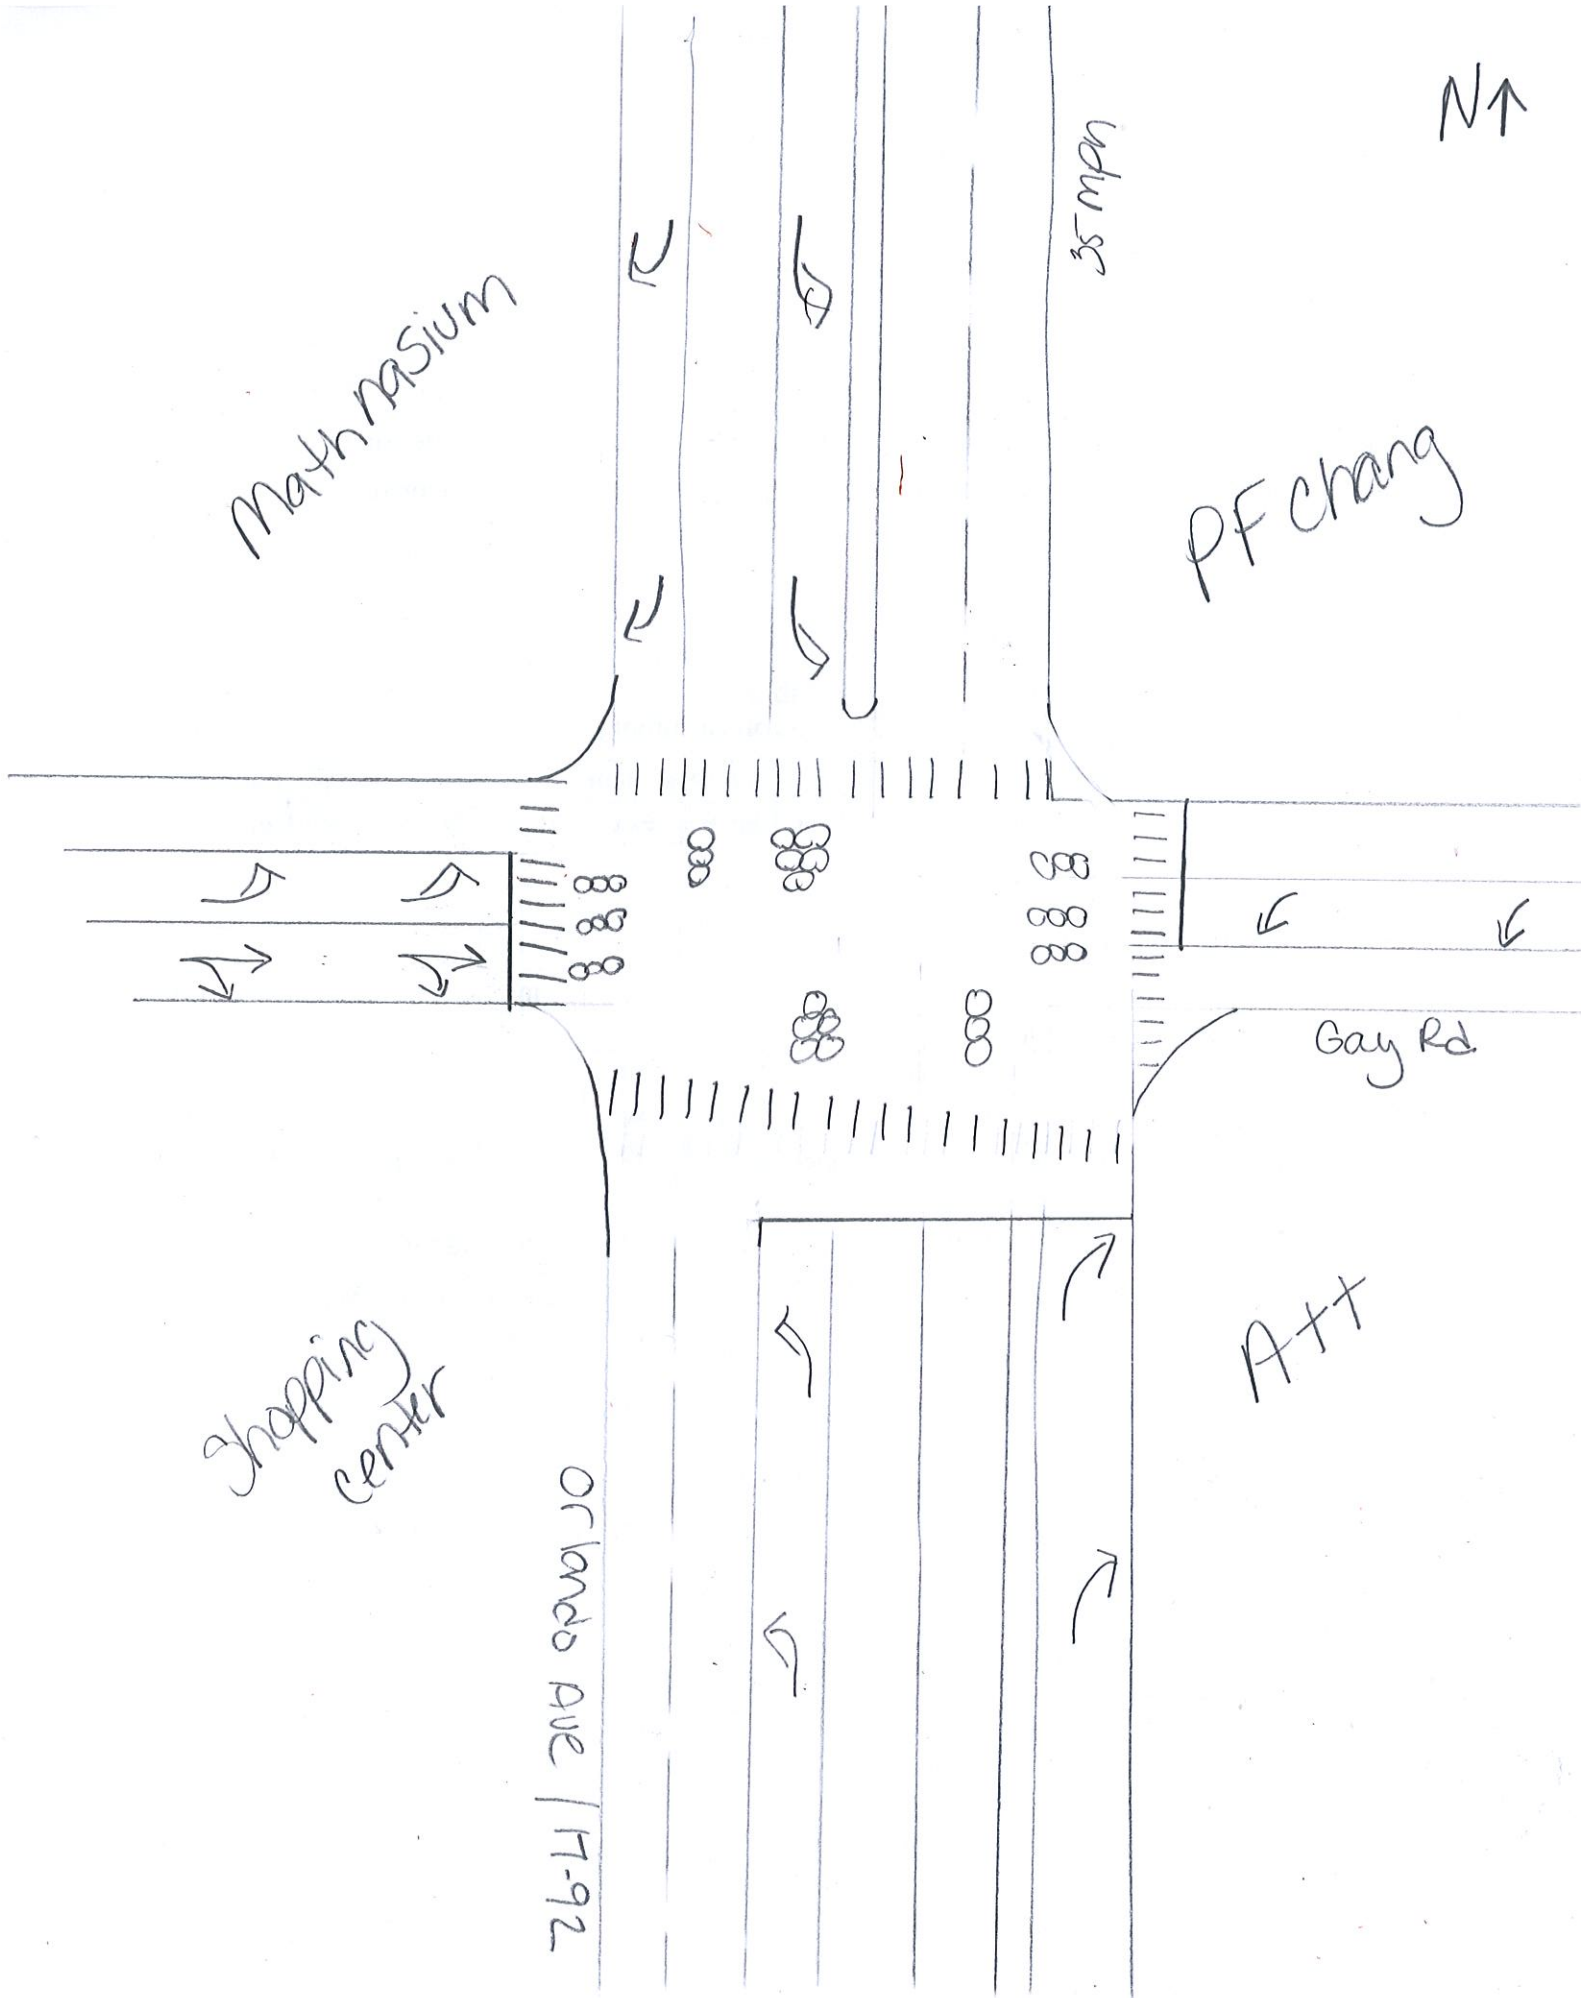 N↑
35 mph
Mathnasium
PF Chang
Gay Rd.
Shopping
center
Att
Orlando Ave / 17-92